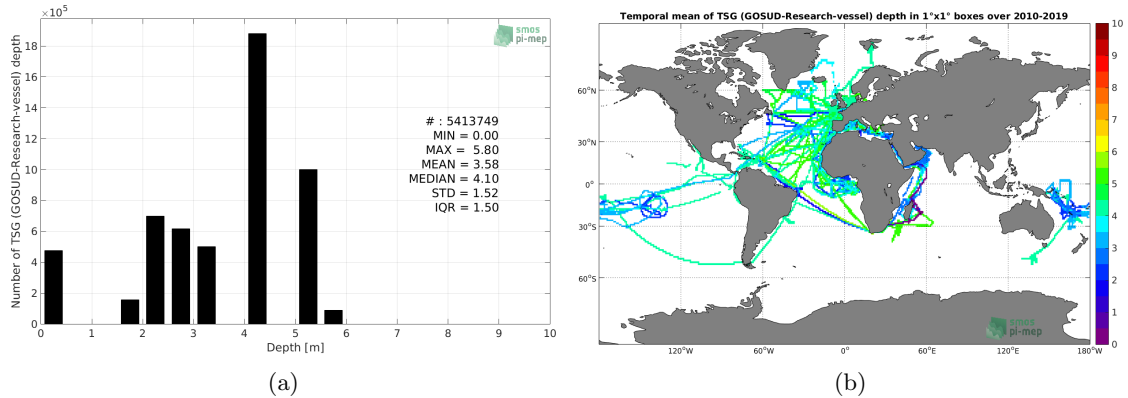 ×10⁵
18
16
14
12
10
8
6
4
2
0
Number of TSG (GOSUD-Research-vessel) depth
smos
pi-mep
# : 5413749
MIN = 0.00
MAX = 5.80
MEAN = 3.58
MEDIAN = 4.10
STD = 1.52
IQR = 1.50
0 1 2 3 4 5 6 7 8 9 10
Depth [m]
(a)
Temporal mean of TSG (GOSUD-Research-vessel) depth in 1°x1° boxes over 2010-2019
60°N
30°N
0°
30°S
60°S
120°W 60°W 0° 60°E 120°E 180°W
smos
pi-mep
10
9
8
7
6
5
4
3
2
1
0
(b)